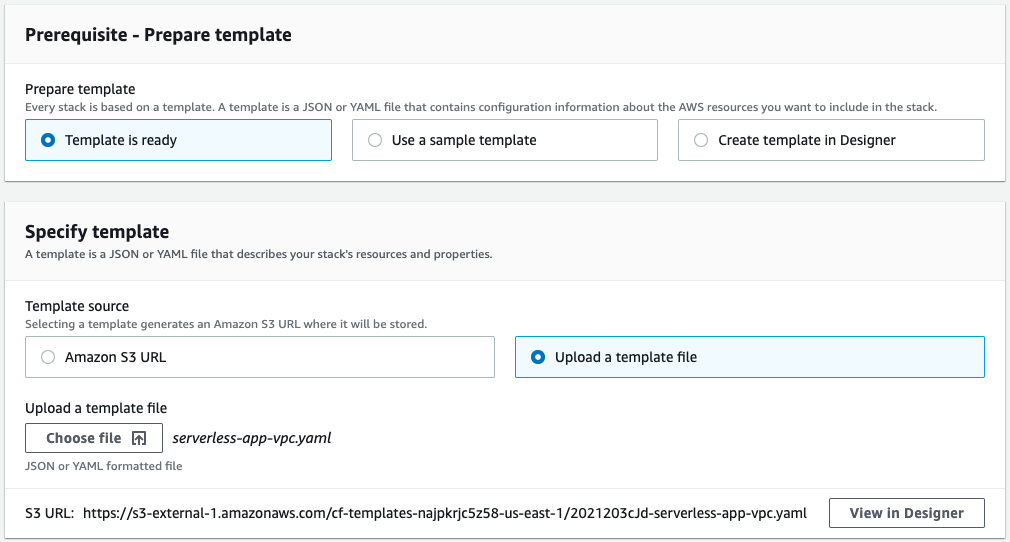 Prerequisite - Prepare template
Prepare template
Every stack is based on a template. A template is a JSON or YAML file that contains configuration information about the AWS resources you want to include in the stack.
Template is ready
Use a sample template
Create template in Designer
Specify template
A template is a JSON or YAML file that describes your stack's resources and properties.
Template source
Selecting a template generates an Amazon S3 URL where it will be stored.
Amazon S3 URL
Upload a template file
Upload a template file
Choose file
serverless-app-vpc.yaml
JSON or YAML formatted file
S3 URL: https://s3-external-1.amazonaws.com/cf-templates-najpkrjc5z58-us-east-1/2021203cJd-serverless-app-vpc.yaml
View in Designer